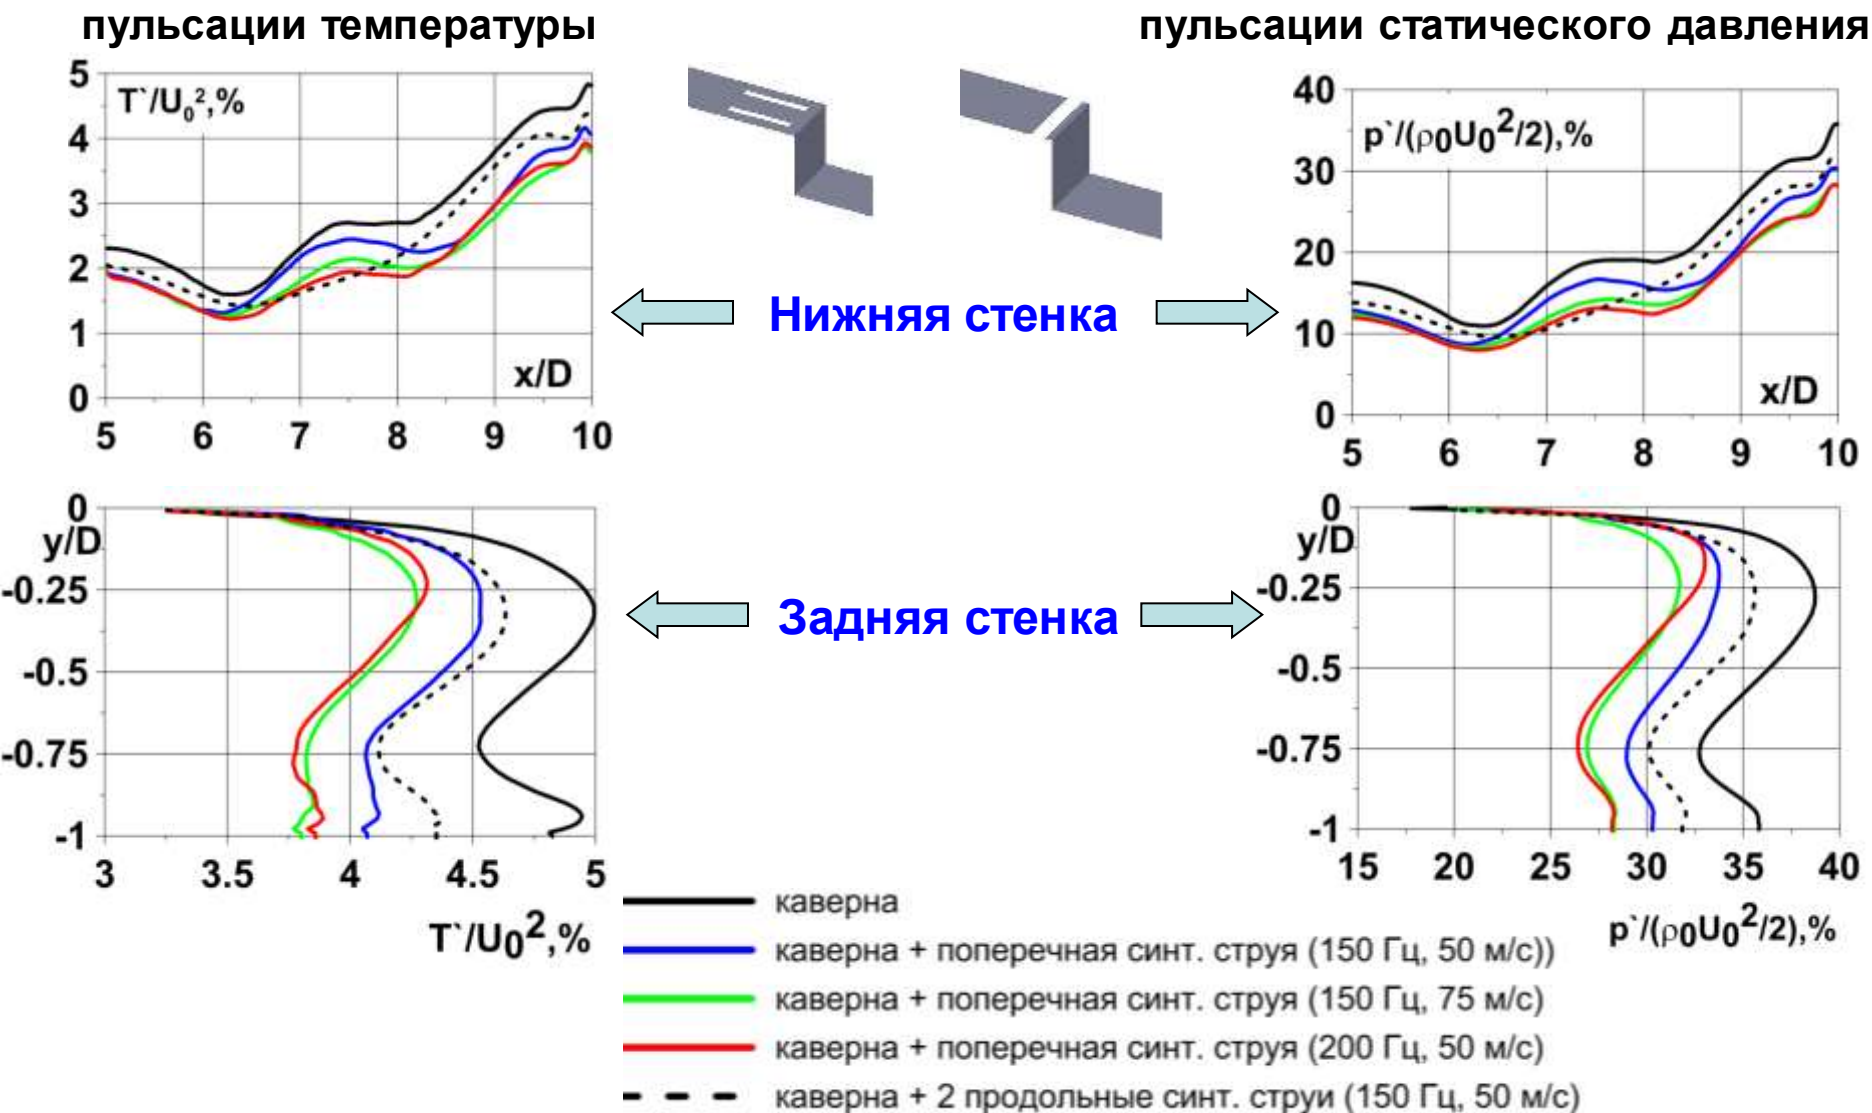 пульсации температуры
пульсации статического давления
5
4
3
2
1
0
T`/U₀²,%
x/D
5 6 7 8 9 10
40
30
20
10
0
p`/(ρ₀U₀²/2),%
x/D
5 6 7 8 9 10
Нижняя стенка
0
y/D
-0.25
-0.5
-0.75
-1
3 3.5 4 4.5 5
T`/U₀²,%
Задняя стенка
0
y/D
-0.25
-0.5
-0.75
-1
15 20 25 30 35 40
p`/(ρ₀U₀²/2),%
каверна
каверна + поперечная синт. струя (150 Гц, 50 м/с))
каверна + поперечная синт. струя (150 Гц, 75 м/с)
каверна + поперечная синт. струя (200 Гц, 50 м/с)
каверна + 2 продольные синт. струи (150 Гц, 50 м/с)